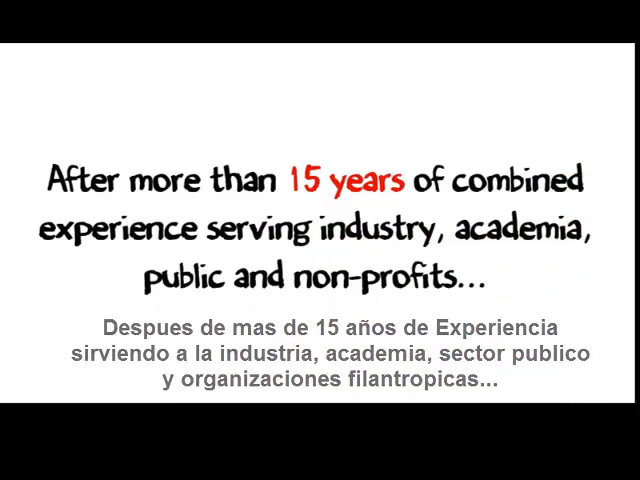 After more than 15 years of combined
experience serving industry, academia,
public and non-profits...
Despues de mas de 15 años de Experiencia
sirviendo a la industria, academia, sector publico
y organizaciones filantropicas...